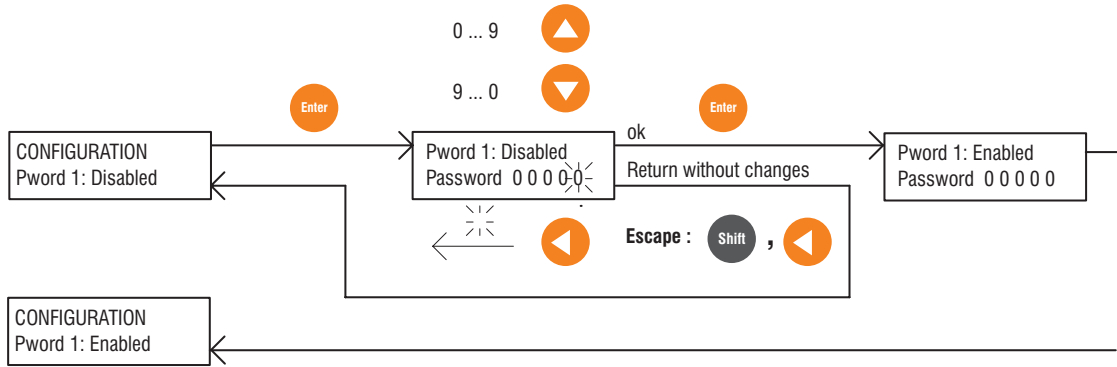 0 ... 9
9 ... 0
Enter
Enter
CONFIGURATION
Pword 1: Disabled
Pword 1: Disabled
Password 0 0 0 0 0
ok
Return without changes
Pword 1: Enabled
Password 0 0 0 0 0
Escape : Shift ,
CONFIGURATION
Pword 1: Enabled